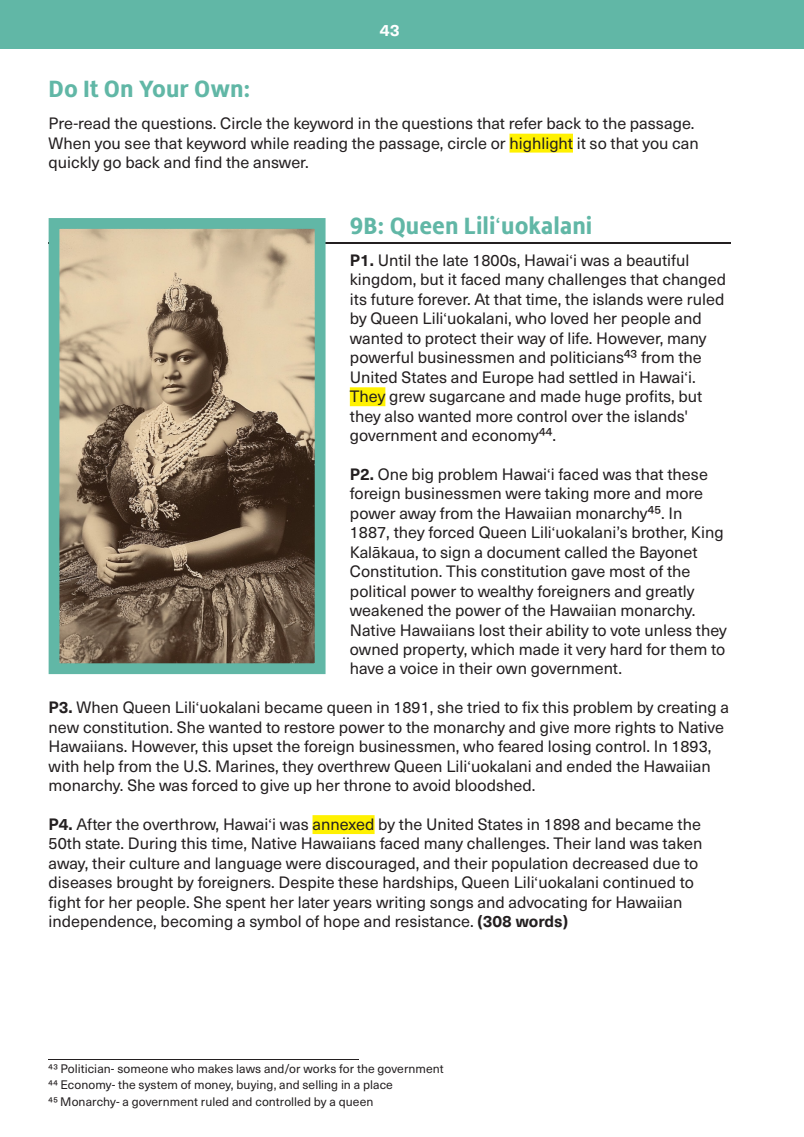 43
Do It On Your Own:
Pre-read the questions. Circle the keyword in the questions that refer back to the passage.
When you see that keyword while reading the passage, circle or highlight it so that you can
quickly go back and find the answer.
9B: Queen Liliʻuokalani
P1. Until the late 1800s, Hawaiʻi was a beautiful
kingdom, but it faced many challenges that changed
its future forever. At that time, the islands were ruled
by Queen Liliʻuokalani, who loved her people and
wanted to protect their way of life. However, many
powerful businessmen and politicians⁴³ from the
United States and Europe had settled in Hawaiʻi.
They grew sugarcane and made huge profits, but
they also wanted more control over the islands'
government and economy⁴⁴.
P2. One big problem Hawaiʻi faced was that these
foreign businessmen were taking more and more
power away from the Hawaiian monarchy⁴⁵. In
1887, they forced Queen Liliʻuokalani’s brother, King
Kalākaua, to sign a document called the Bayonet
Constitution. This constitution gave most of the
political power to wealthy foreigners and greatly
weakened the power of the Hawaiian monarchy.
Native Hawaiians lost their ability to vote unless they
owned property, which made it very hard for them to
have a voice in their own government.
P3. When Queen Liliʻuokalani became queen in 1891, she tried to fix this problem by creating a
new constitution. She wanted to restore power to the monarchy and give more rights to Native
Hawaiians. However, this upset the foreign businessmen, who feared losing control. In 1893,
with help from the U.S. Marines, they overthrew Queen Liliʻuokalani and ended the Hawaiian
monarchy. She was forced to give up her throne to avoid bloodshed.
P4. After the overthrow, Hawaiʻi was annexed by the United States in 1898 and became the
50th state. During this time, Native Hawaiians faced many challenges. Their land was taken
away, their culture and language were discouraged, and their population decreased due to
diseases brought by foreigners. Despite these hardships, Queen Liliʻuokalani continued to
fight for her people. She spent her later years writing songs and advocating for Hawaiian
independence, becoming a symbol of hope and resistance. (308 words)
⁴³ Politician- someone who makes laws and/or works for the government
⁴⁴ Economy- the system of money, buying, and selling in a place
⁴⁵ Monarchy- a government ruled and controlled by a queen